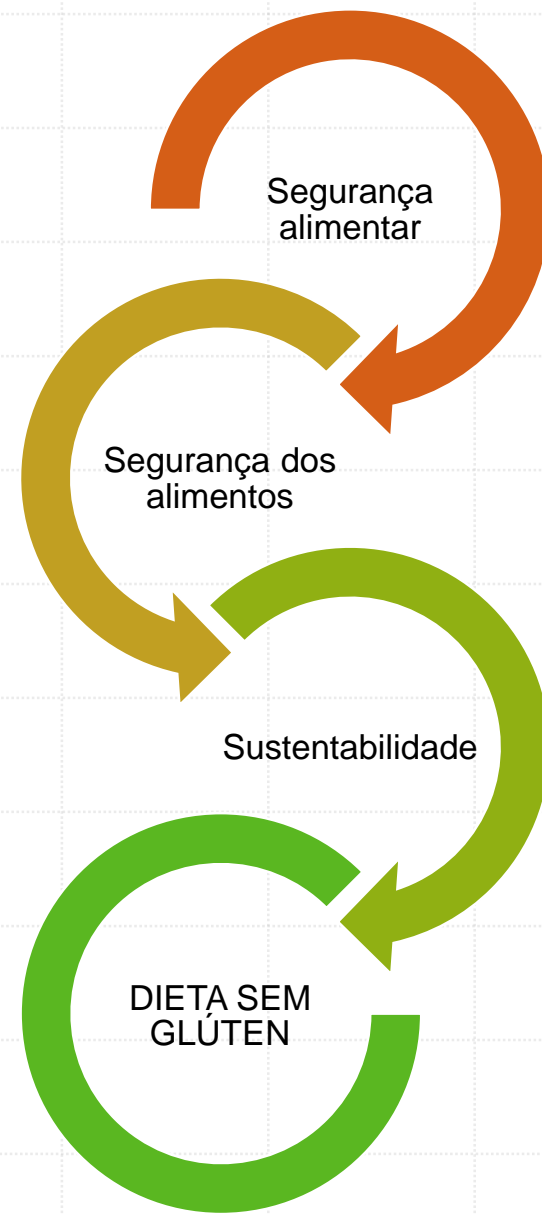 Segurança
alimentar
Segurança dos
alimentos
Sustentabilidade
DIETA SEM
GLÚTEN